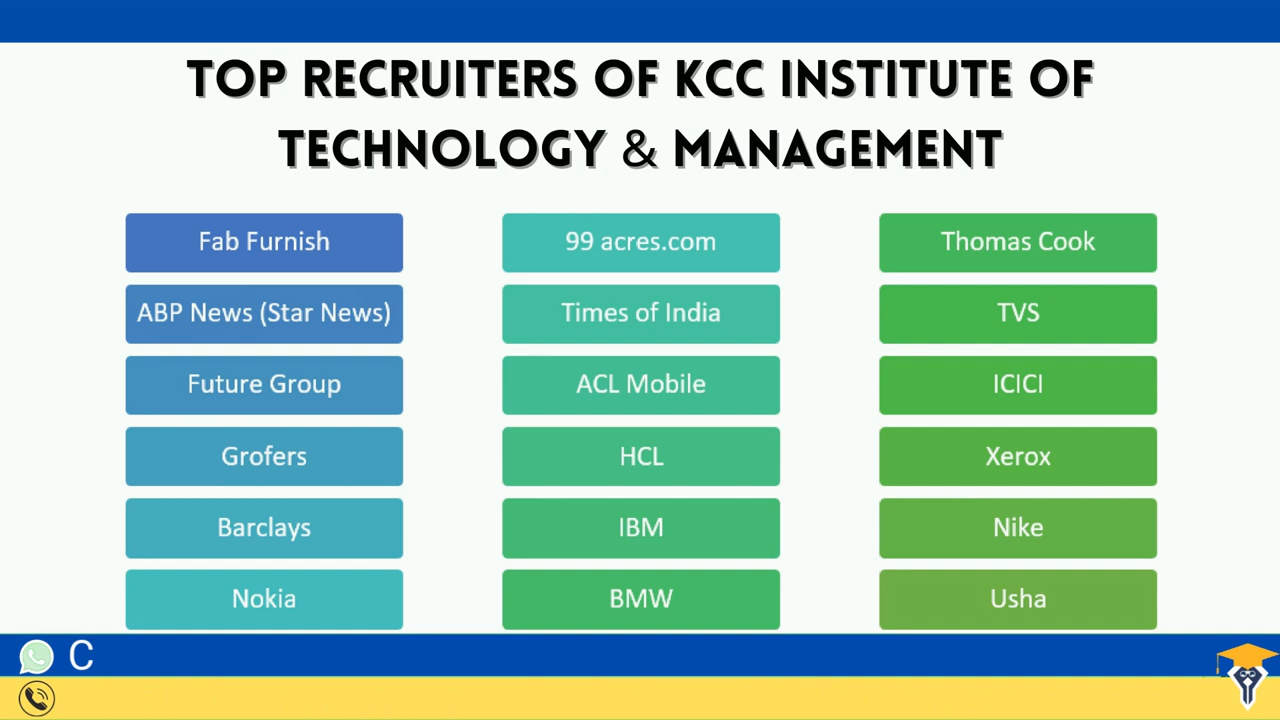 TOP RECRUITERS OF KCC INSTITUTE OF
TECHNOLOGY & MANAGEMENT
Fab Furnish
ABP News (Star News)
Future Group
Grofers
Barclays
Nokia
99 acres.com
Times of India
ACL Mobile
HCL
IBM
BMW
Thomas Cook
TVS
ICICI
Xerox
Nike
Usha
C